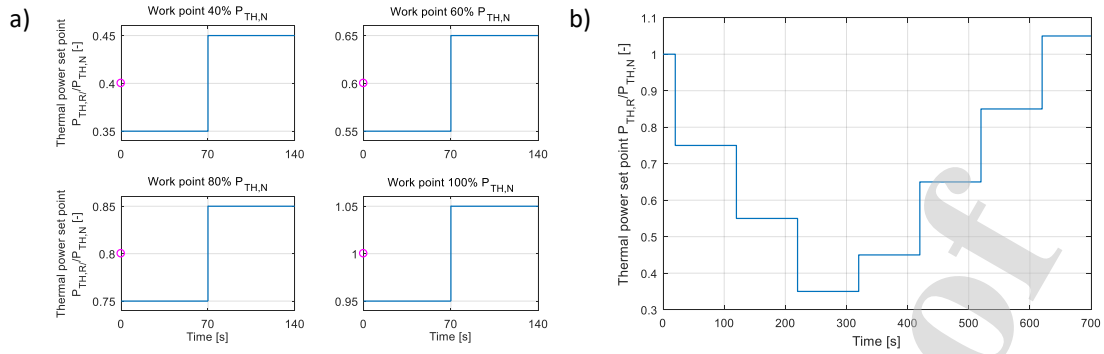 a)
Work point 40% P_TH,N
Thermal power set point
P_TH,R/P_TH,N [-]
0.45
0.4
0.35
0
70
140
Work point 60% P_TH,N
0.65
0.6
0.55
0
70
140
Work point 80% P_TH,N
Thermal power set point
P_TH,R/P_TH,N [-]
0.85
0.8
0.75
0
70
140
Time [s]
Work point 100% P_TH,N
1.05
1
0.95
0
70
140
Time [s]
b)
Thermal power set point P_TH,R/P_TH,N [-]
1.1
1
0.9
0.8
0.7
0.6
0.5
0.4
0.3
0
100
200
300
400
500
600
700
Time [s]
of